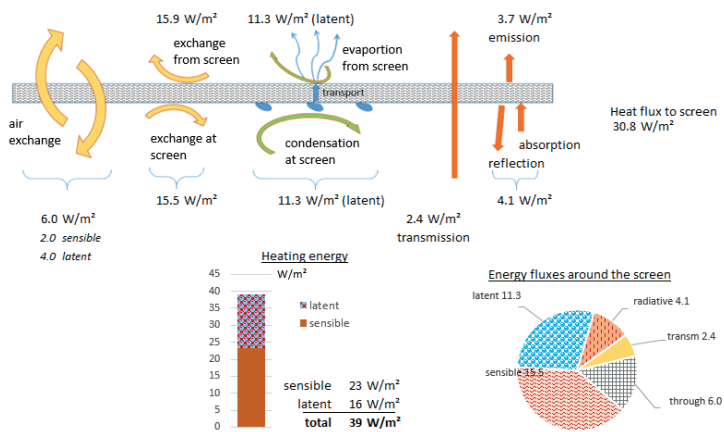 15.9 W/m²
11.3 W/m² (latent)
3.7 W/m²
emission
exchange
from screen
evaportion
from screen
transport
air
exchange
exchange at
screen
condensation
at screen
absorption
reflection
Heat flux to screen
30.8 W/m²
6.0 W/m²
2.0 sensible
4.0 latent
15.5 W/m²
11.3 W/m² (latent)
2.4 W/m²
transmission
4.1 W/m²
Heating energy
W/m²
45
40
35
30
25
20
15
10
5
0
latent
sensible
sensible 23 W/m²
latent 16 W/m²
total 39 W/m²
Energy fluxes around the screen
latent 11.3
radiative 4.1
transm 2.4
sensible 15.5
through 6.0